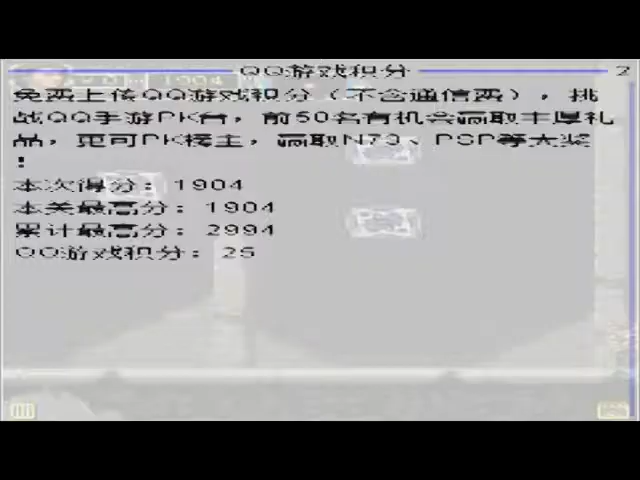 QQ游戏积分 2
免费上传QQ游戏积分（不含通信费），挑
战QQ手游PK台，前50名有机会赢取丰厚礼
品，更可PK楼主，赢取N73、PSP等大奖
！
本次得分：1904
本关最高分：1904
累计最高分：2994
QQ游戏积分：25